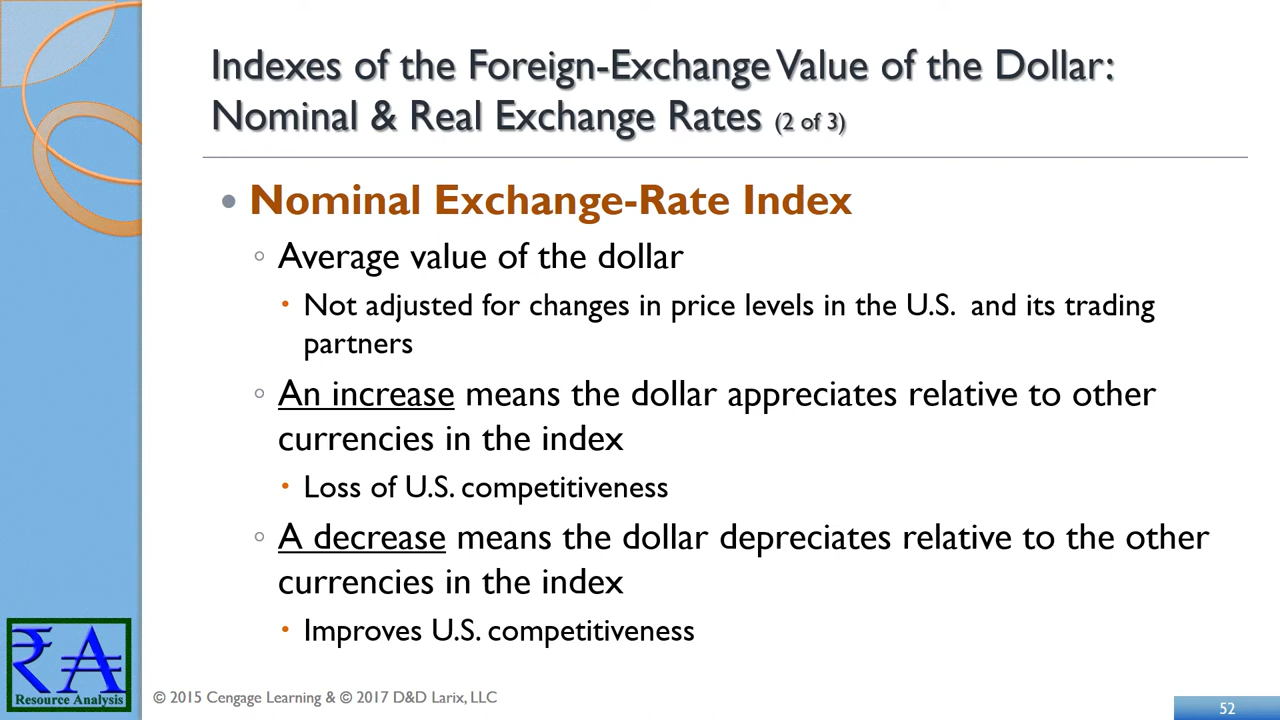 Indexes of the Foreign-Exchange Value of the Dollar:
Nominal & Real Exchange Rates (2 of 3)
• Nominal Exchange-Rate Index
◦ Average value of the dollar
• Not adjusted for changes in price levels in the U.S. and its trading
partners
◦ An increase means the dollar appreciates relative to other
currencies in the index
• Loss of U.S. competitiveness
◦ A decrease means the dollar depreciates relative to the other
currencies in the index
• Improves U.S. competitiveness
₹ A
Resource Analysis
© 2015 Cengage Learning & © 2017 D&D Larix, LLC
52